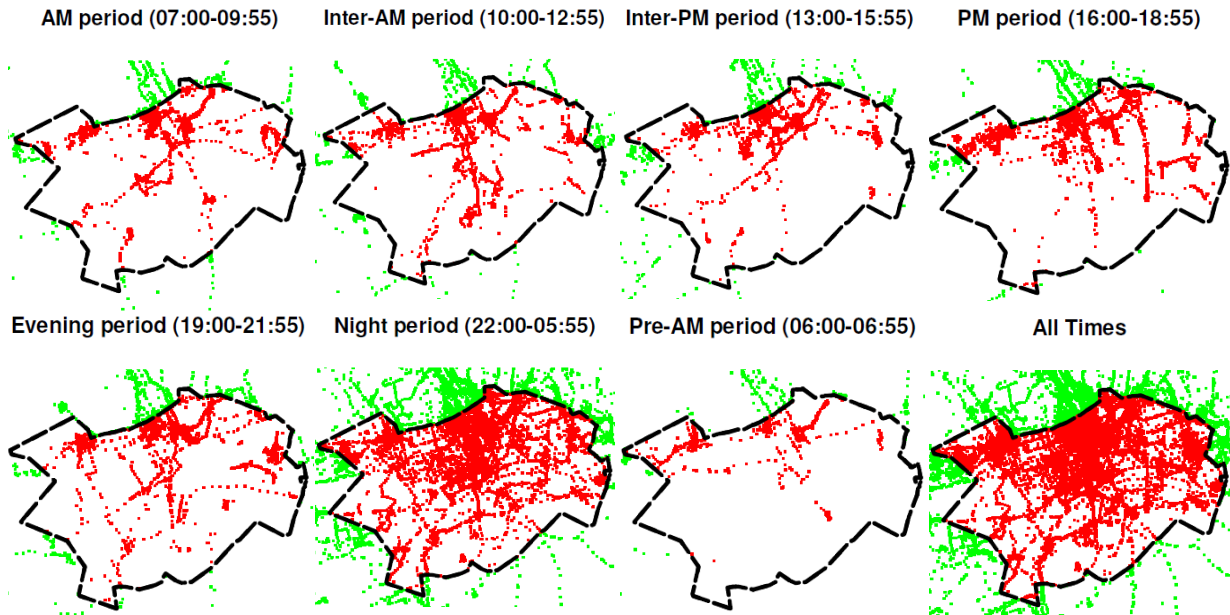 AM period (07:00-09:55)
Inter-AM period (10:00-12:55)
Inter-PM period (13:00-15:55)
PM period (16:00-18:55)
Evening period (19:00-21:55)
Night period (22:00-05:55)
Pre-AM period (06:00-06:55)
All Times